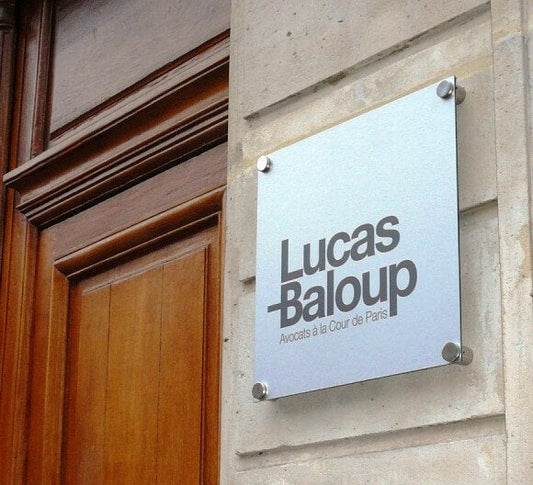 Lucas
-Baloup
Avocats à la Cour de Paris